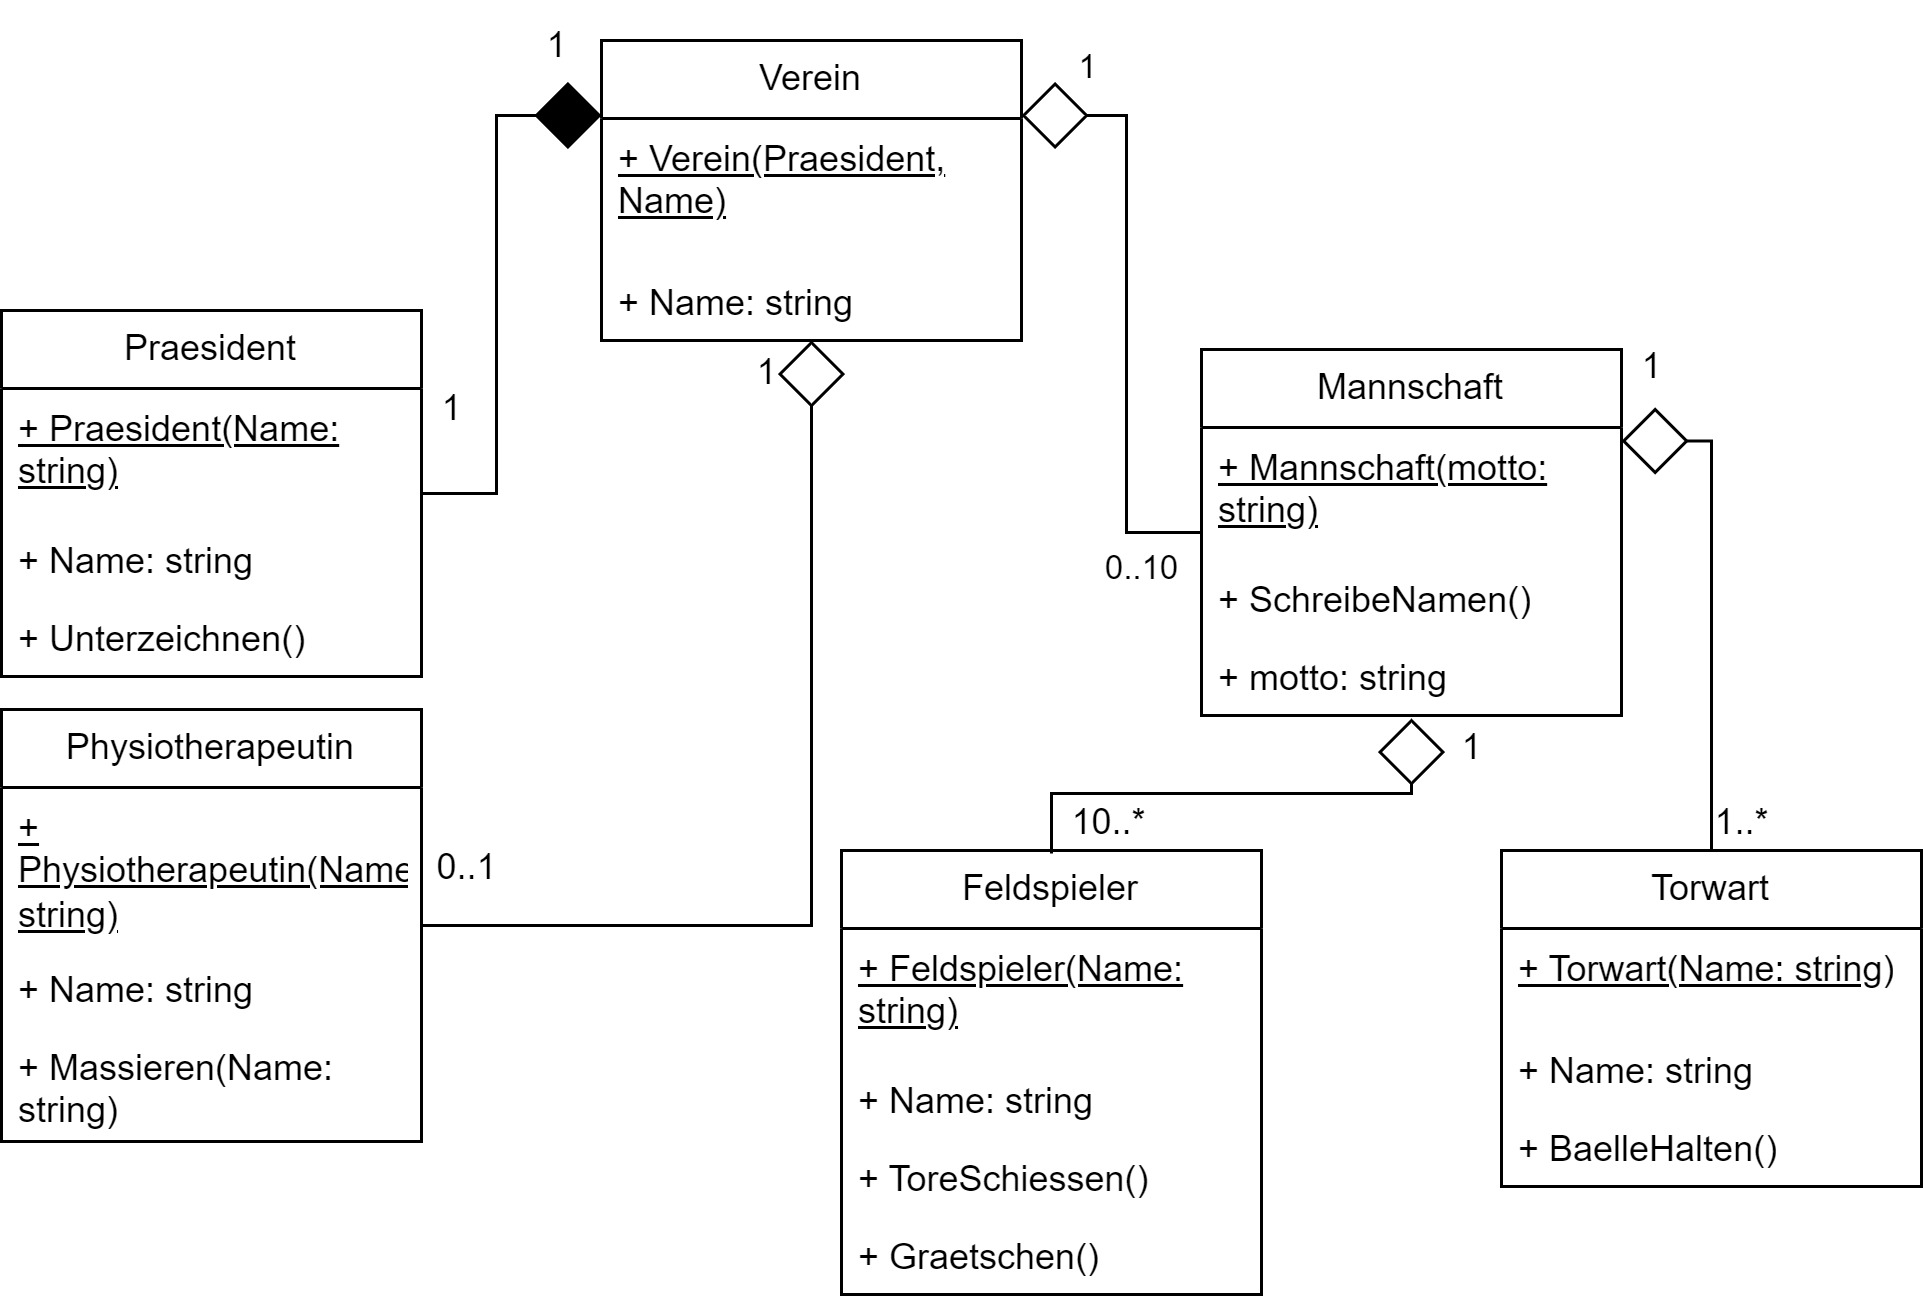 1
Verein
+ Verein(Praesident,
Name)
+ Name: string
1
1
Praesident
+ Praesident(Name:
string)
+ Name: string
+ Unterzeichnen()
1
Physiotherapeutin
+
Physiotherapeutin(Name
string)
+ Name: string
+ Massieren(Name:
string)
0..1
0..10
Mannschaft
+ Mannschaft(motto:
string)
+ SchreibeNamen()
+ motto: string
1
1
10..*
1..*
Feldspieler
+ Feldspieler(Name:
string)
+ Name: string
+ ToreSchiessen()
+ Graetschen()
Torwart
+ Torwart(Name: string)
+ Name: string
+ BaelleHalten()